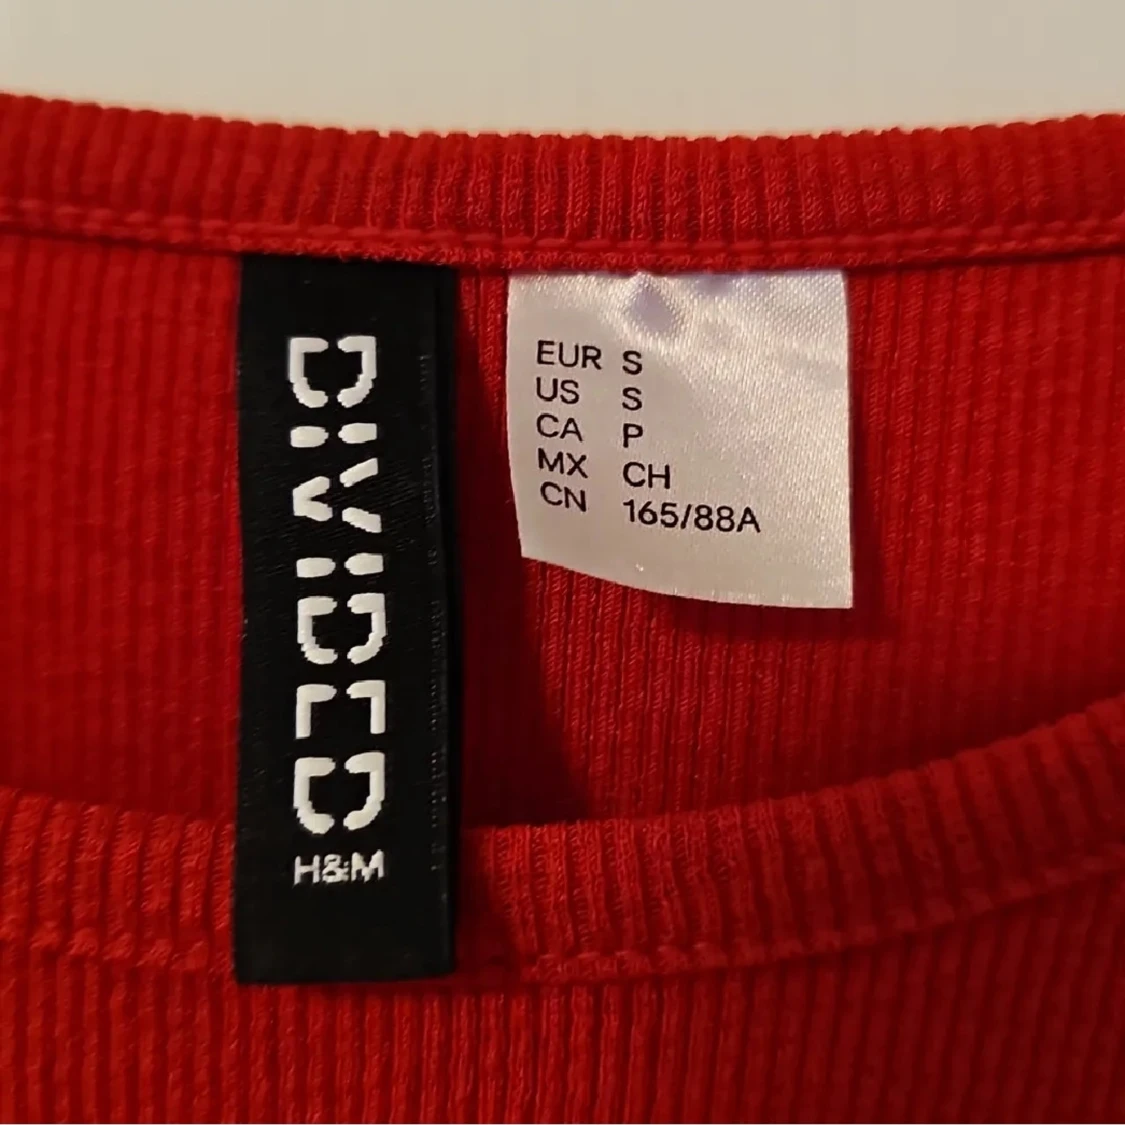 DIVIDED
H&M
EUR S
US S
CA P
MX CH
CN 165/88A